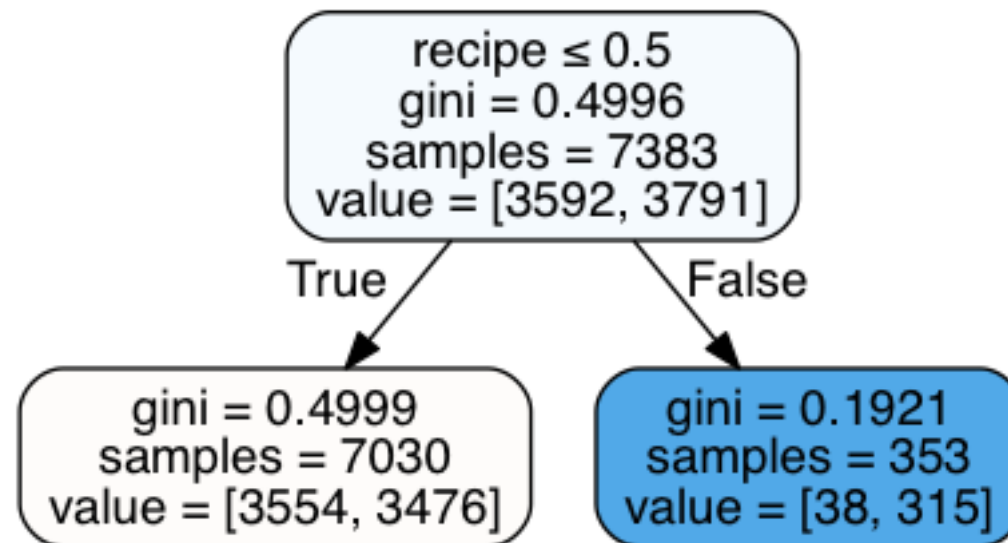 recipe ≤ 0.5
gini = 0.4996
samples = 7383
value = [3592, 3791]
True
False
gini = 0.4999
samples = 7030
value = [3554, 3476]
gini = 0.1921
samples = 353
value = [38, 315]